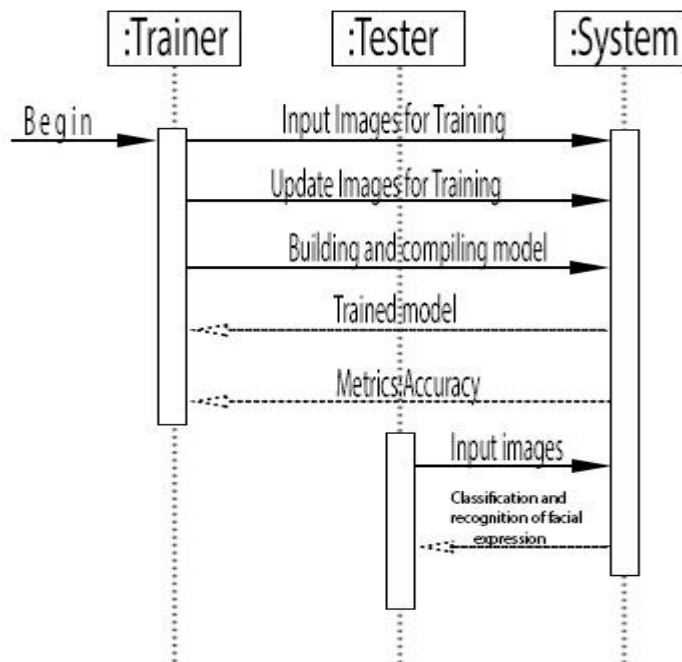 :Trainer
:Tester
:System
Begin
Input Images for Training
Update Images for Training
Building and compiling model
Trained model
Metrics:Accuracy
Input images
Classification and
recognition of facial
expression